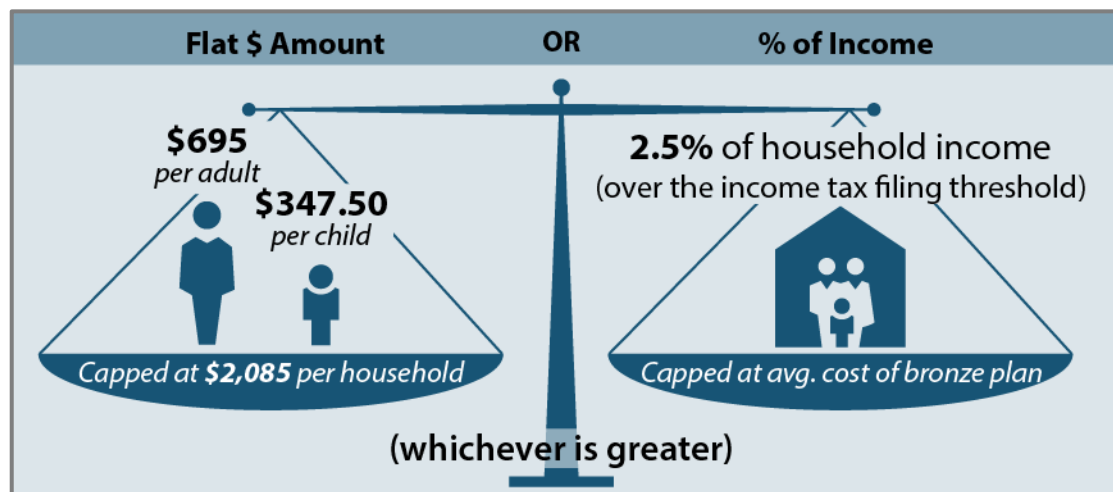 Flat $ Amount OR % of Income
$695
per adult
$347.50
per child
2.5% of household income
(over the income tax filing threshold)
Capped at $2,085 per household
Capped at avg. cost of bronze plan
(whichever is greater)